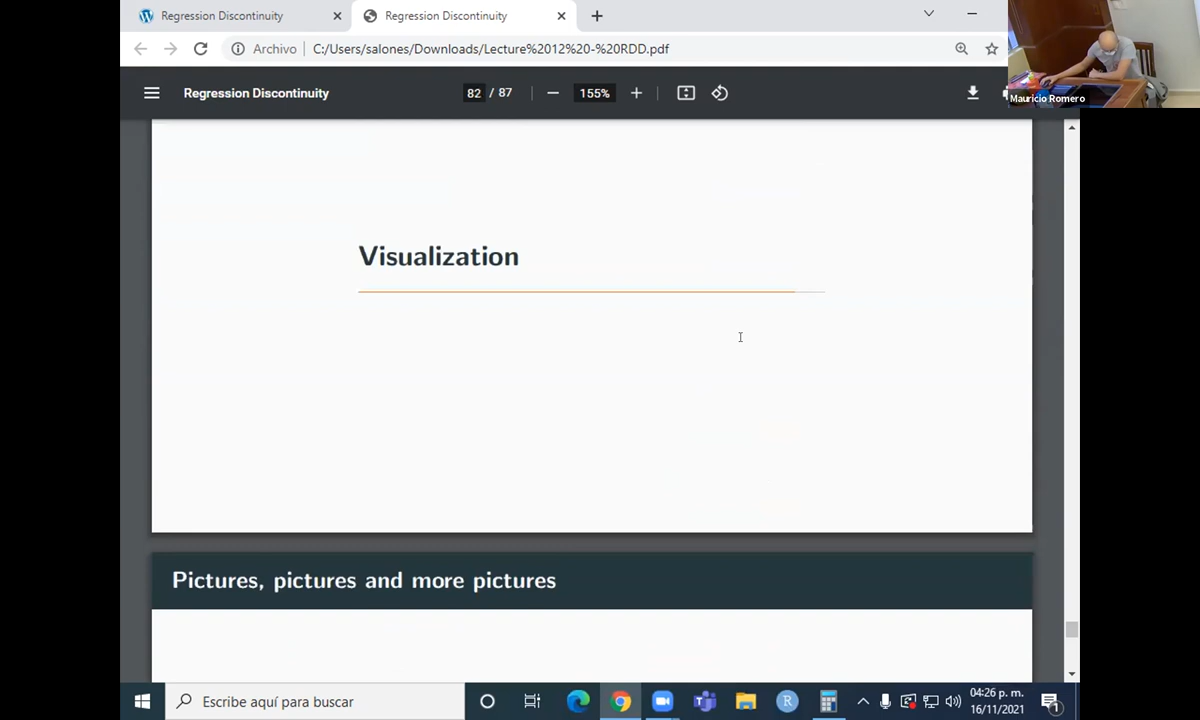 Regression Discontinuity
Regression Discontinuity
Archivo
C:/Users/salones/Downloads/Lecture%2012%20-%20RDD.pdf
Mauricio Romero
Regression Discontinuity
82 / 87
155%
Visualization
Pictures, pictures and more pictures
Escribe aquí para buscar
04:26 p. m.
16/11/2021
1